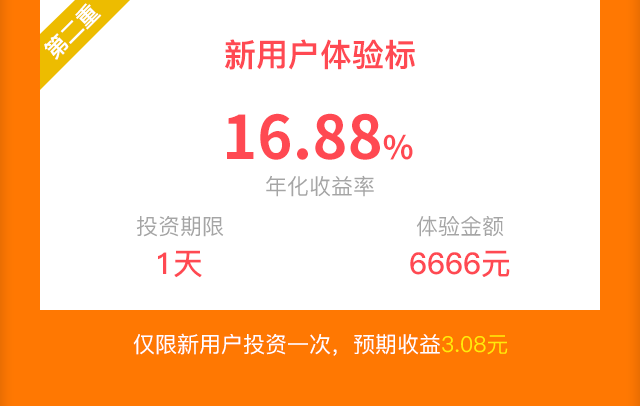 第二重
新用户体验标
16.88%
年化收益率
投资期限
体验金额
1天
6666元
仅限新用户投资一次，预期收益3.08元